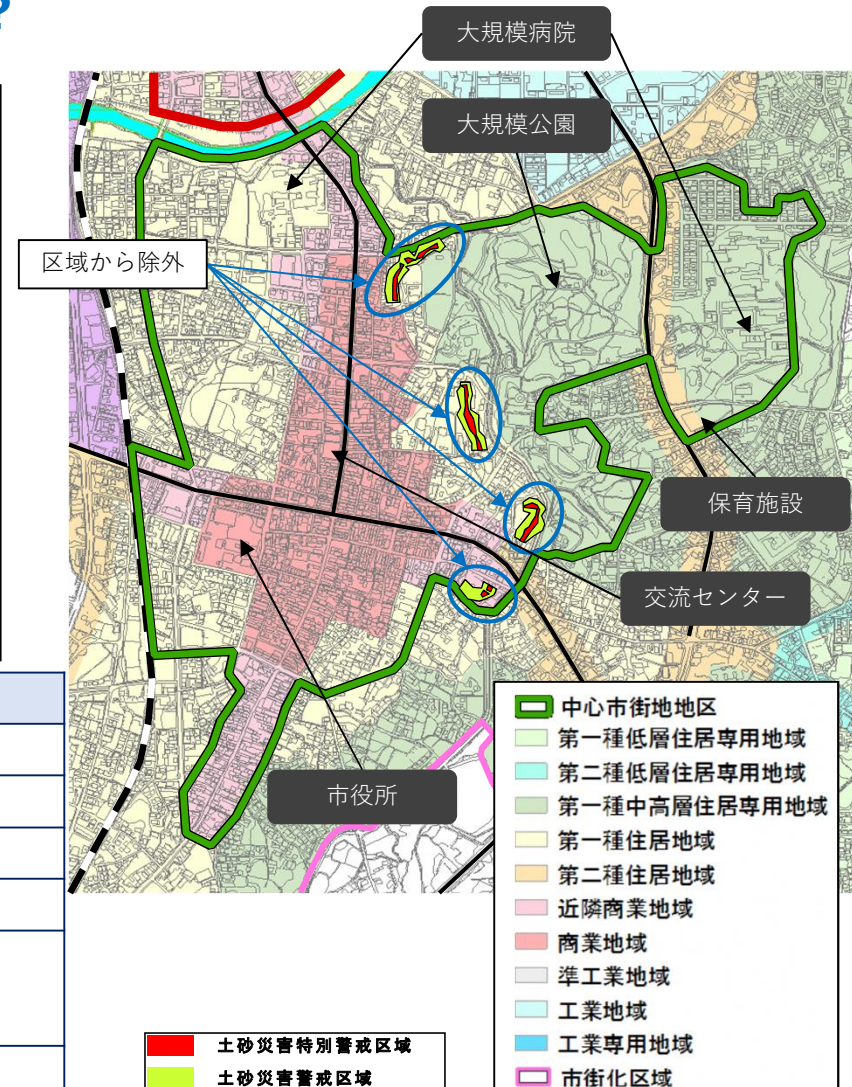 ?
大規模病院
大規模公園
区域から除外
保育施設
交流センター
市役所
中心市街地地区
第一種低層住居専用地域
第二種低層住居専用地域
第一種中高層住居専用地域
第一種住居地域
第二種住居地域
近隣商業地域
商業地域
準工業地域
工業地域
工業専用地域
市街化区域
土砂災害特別警戒区域
土砂災害警戒区域